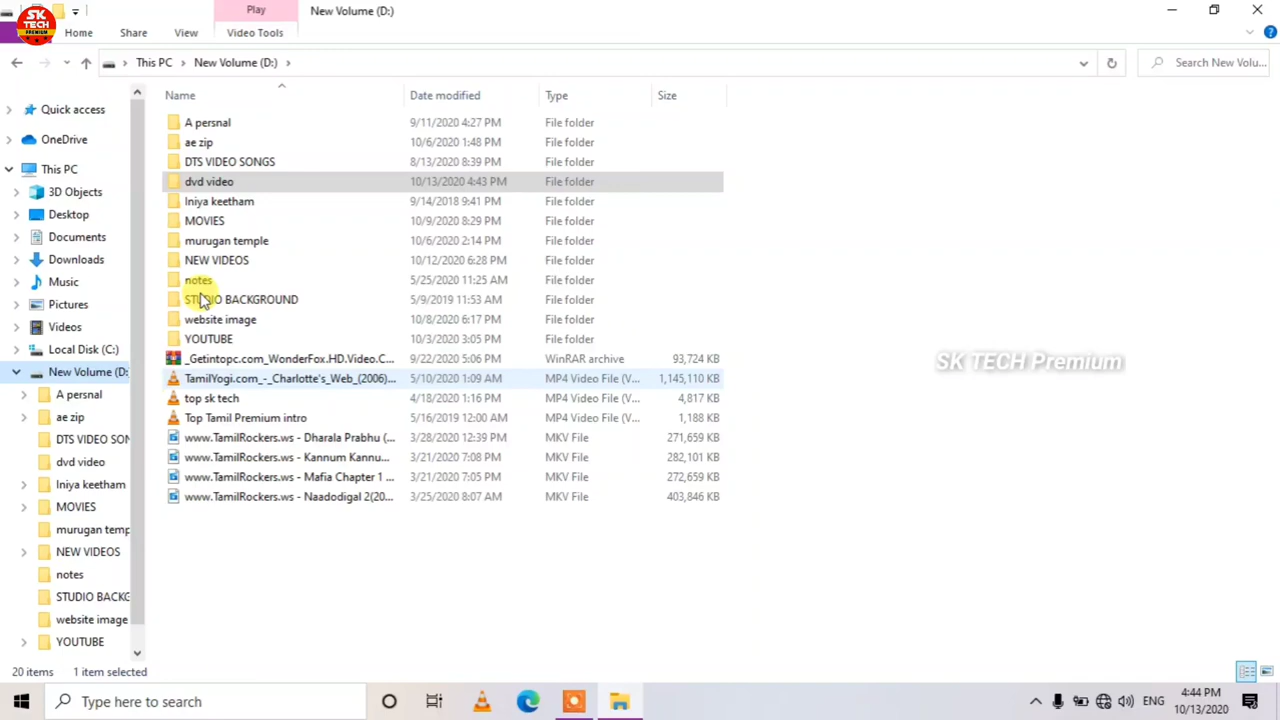 SK
TECH
PREMIUM
Play
New Volume (D:)
Home
Share
View
Video Tools
This PC
New Volume (D:)
Search New Volu...
Name
Date modified
Type
Size
Quick access
OneDrive
This PC
3D Objects
Desktop
Documents
Downloads
Music
Pictures
Videos
Local Disk (C:)
New Volume (D:
A persnal
ae zip
DTS VIDEO SON
dvd video
Iniya keetham
MOVIES
murugan temp
NEW VIDEOS
notes
STUDIO BACKG
website image
YOUTUBE
A persnal 9/11/2020 4:27 PM File folder
ae zip 10/6/2020 1:48 PM File folder
DTS VIDEO SONGS 8/13/2020 8:39 PM File folder
dvd video 10/13/2020 4:43 PM File folder
Iniya keetham 9/14/2018 9:41 PM File folder
MOVIES 10/9/2020 8:29 PM File folder
murugan temple 10/6/2020 2:14 PM File folder
NEW VIDEOS 10/12/2020 6:28 PM File folder
notes 5/25/2020 11:25 AM File folder
STUDIO BACKGROUND 5/9/2019 11:53 AM File folder
website image 10/8/2020 6:17 PM File folder
YOUTUBE 10/3/2020 3:05 PM File folder
_Getintopc.com_WonderFox.HD.Video.C... 9/22/2020 5:06 PM WinRAR archive 93,724 KB
TamilYogi.com_-_Charlotte's_Web_(2006)... 5/10/2020 1:09 AM MP4 Video File (V... 1,145,110 KB
top sk tech 4/18/2020 1:16 PM MP4 Video File (V... 4,817 KB
Top Tamil Premium intro 5/16/2019 12:00 AM MP4 Video File (V... 1,188 KB
www.TamilRockers.ws - Dharala Prabhu (... 3/28/2020 12:39 PM MKV File 271,659 KB
www.TamilRockers.ws - Kannum Kannu... 3/21/2020 7:08 PM MKV File 282,101 KB
www.TamilRockers.ws - Mafia Chapter 1 ... 3/21/2020 7:05 PM MKV File 272,659 KB
www.TamilRockers.ws - Naadodigal 2(20... 3/25/2020 8:07 AM MKV File 403,846 KB
SK TECH Premium
20 items 1 item selected
Type here to search
ENG
4:44 PM
10/13/2020